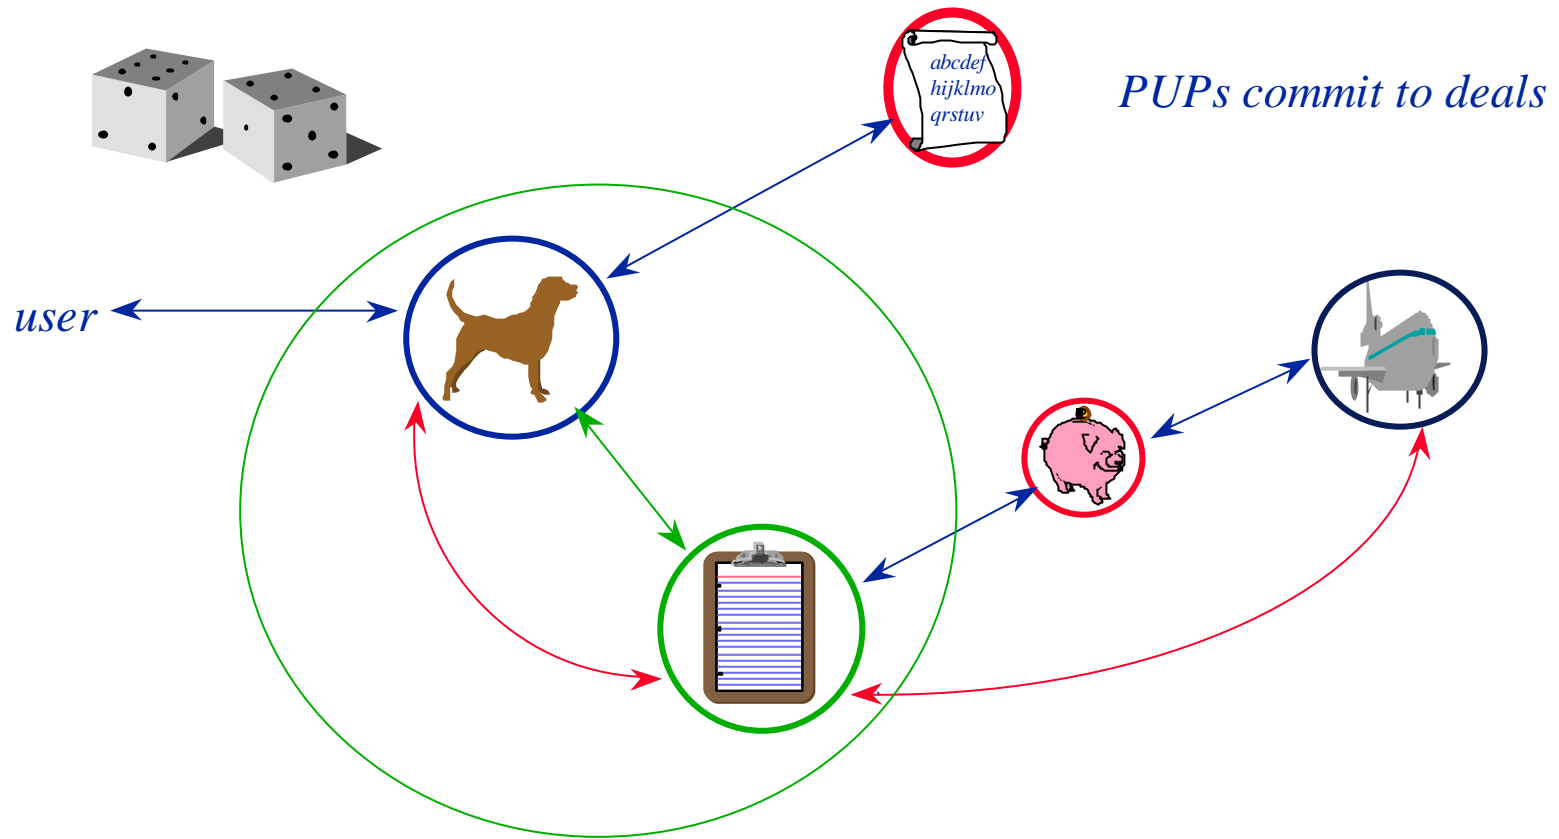 abcdef
hijklmo
qrstuv
PUPs commit to deals
user